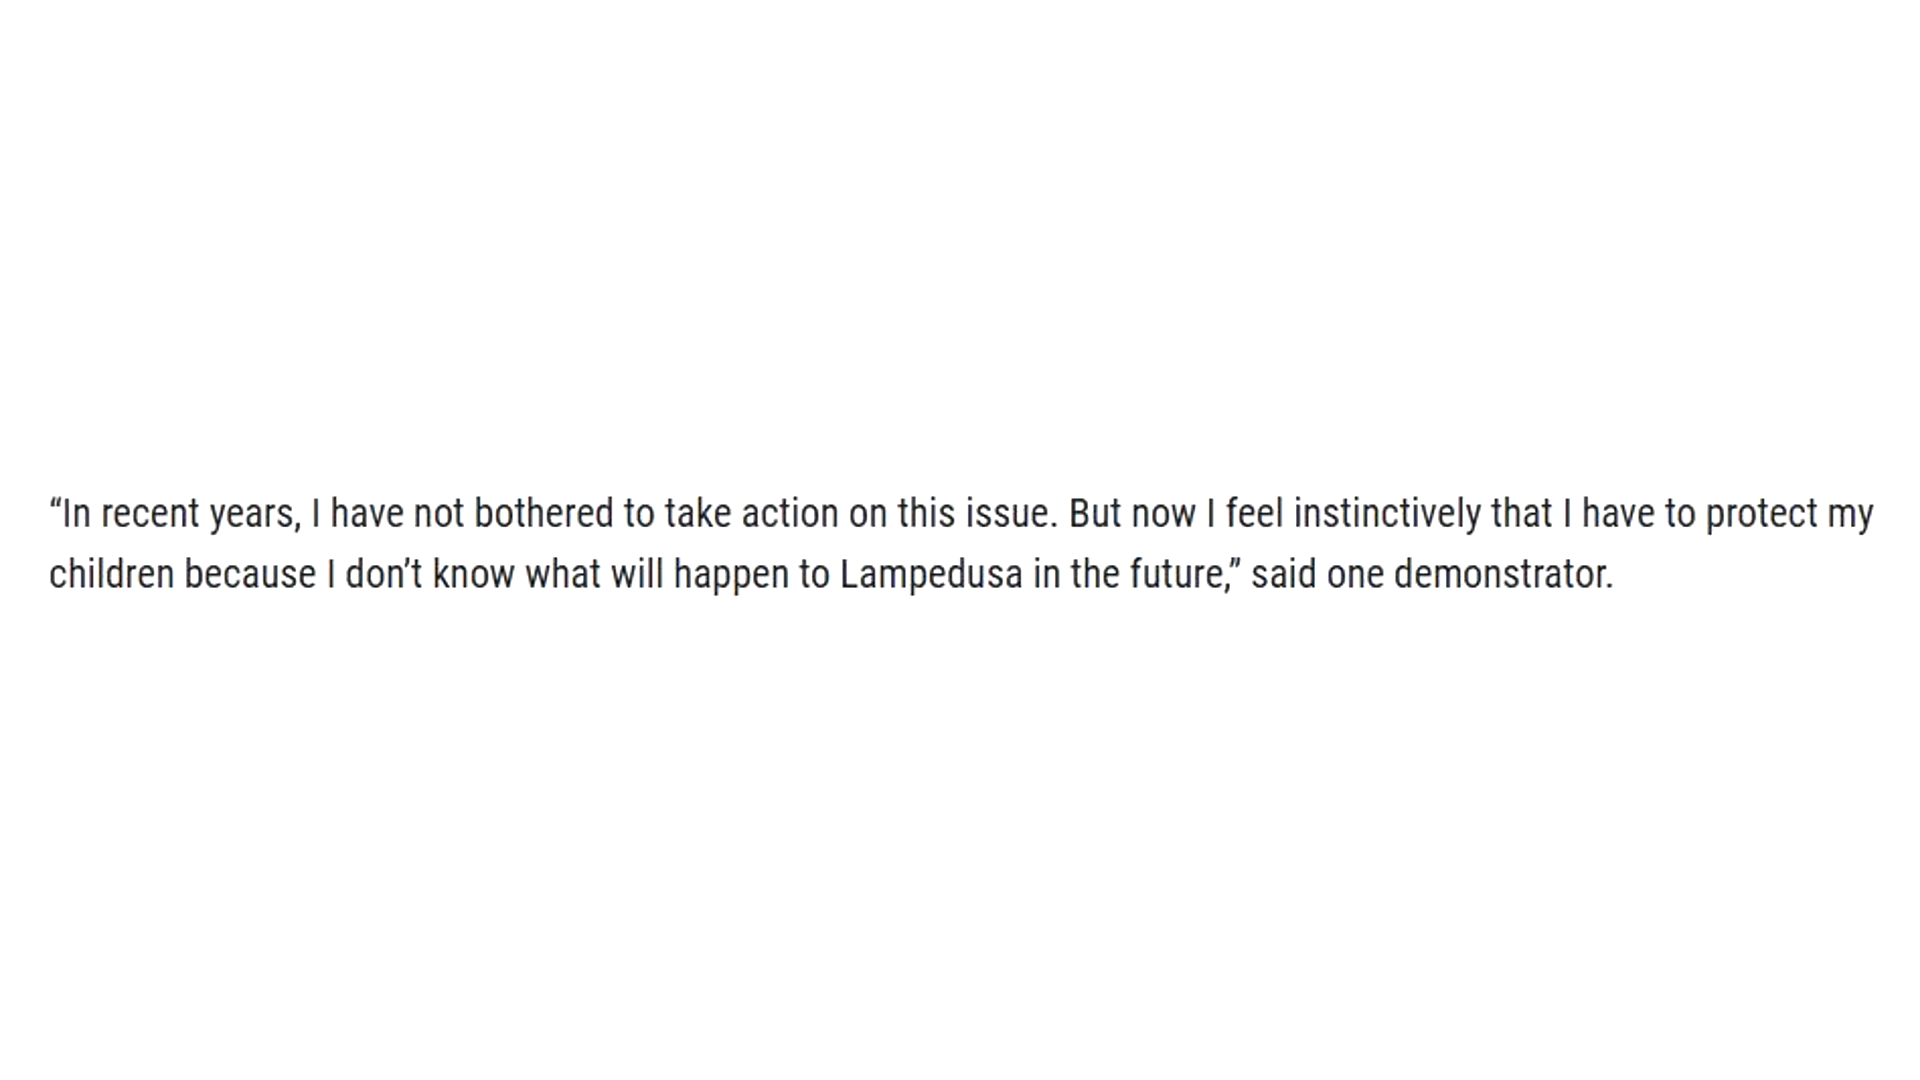 “In recent years, I have not bothered to take action on this issue. But now I feel instinctively that I have to protect my
children because I don’t know what will happen to Lampedusa in the future,” said one demonstrator.